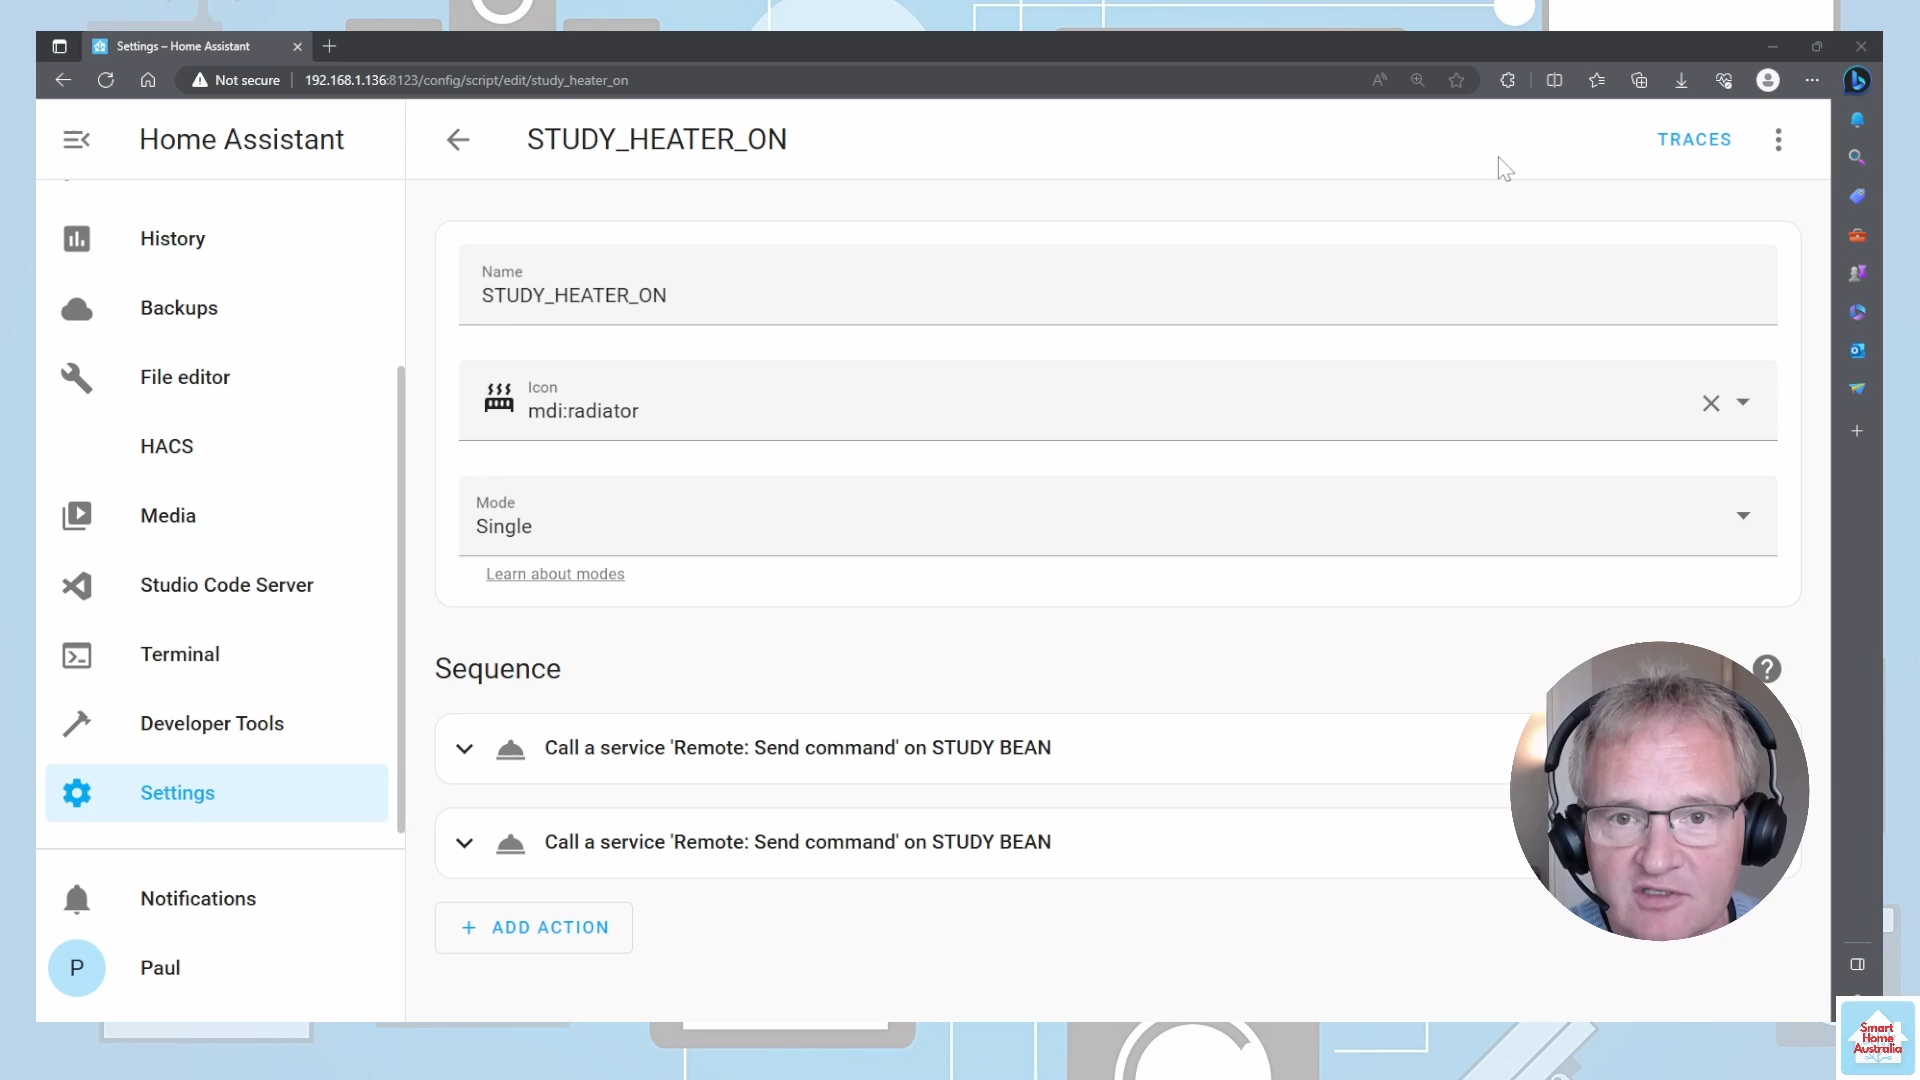 Settings – Home Assistant
Not secure
192.168.1.136:8123/config/script/edit/study_heater_on
Home Assistant
STUDY_HEATER_ON
TRACES
History
Backups
File editor
HACS
Media
Studio Code Server
Terminal
Developer Tools
Settings
Notifications
P
Paul
Name
STUDY_HEATER_ON
Icon
mdi:radiator
Mode
Single
Learn about modes
Sequence
Call a service 'Remote: Send command' on STUDY BEAN
Call a service 'Remote: Send command' on STUDY BEAN
+ ADD ACTION
Smart
Home
Australia